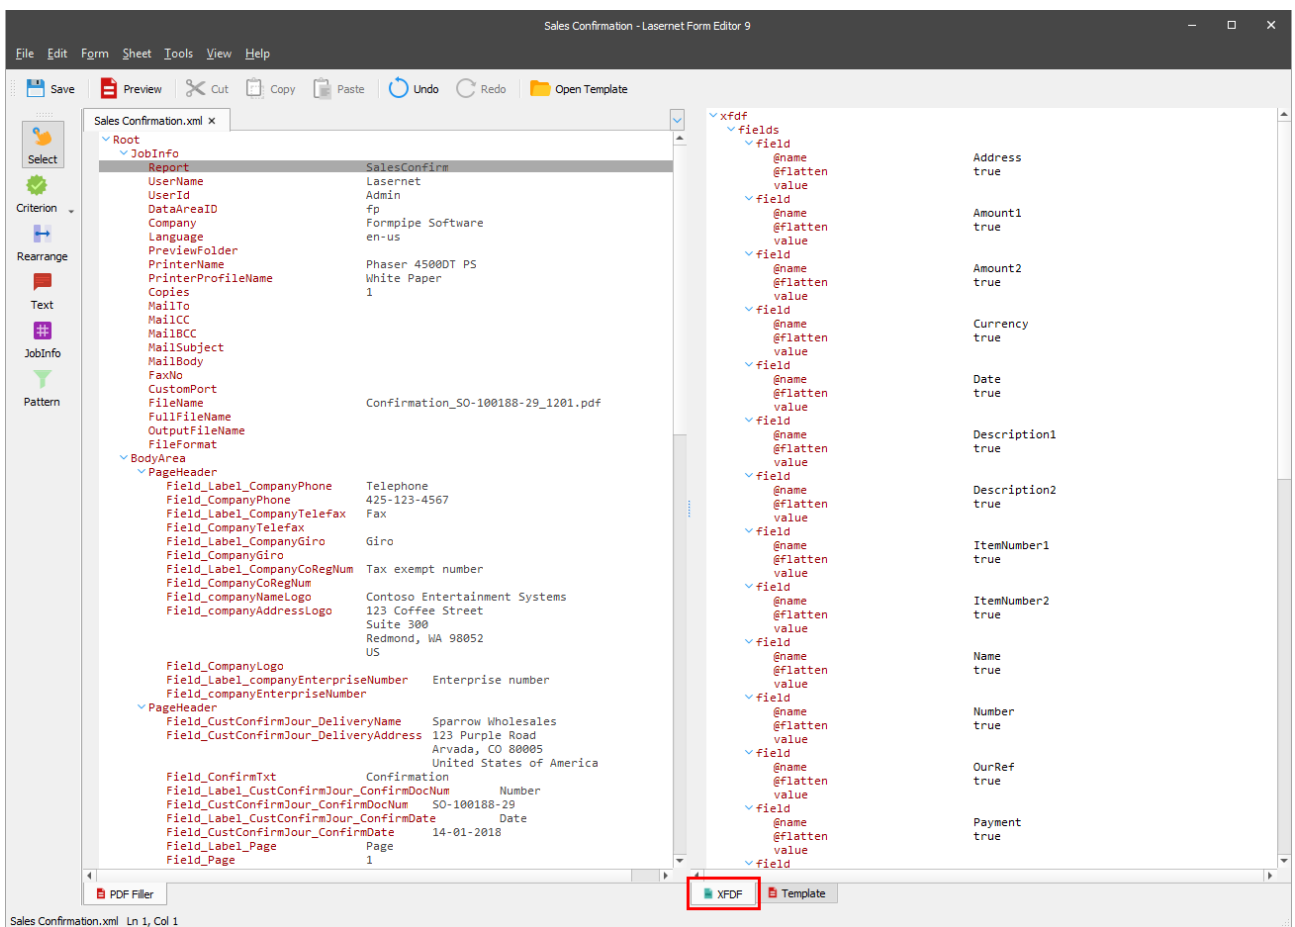 Sales Confirmation - Lasernet Form Editor 9
File Edit Form Sheet Tools View Help
Save Preview Cut Copy Paste Undo Redo Open Template
Select
Criterion
Rearrange
Text
JobInfo
Pattern
Sales Confirmation.xml ×
Root
JobInfo
Report SalesConfirm
UserName Lasernet
UserId Admin
DataAreaID fp
Company Formpipe Software
Language en-us
PreviewFolder
PrinterName Phaser 4500DT PS
PrinterProfileName White Paper
Copies 1
MailTo
MailCC
MailBCC
MailSubject
MailBody
FaxNo
CustomPort
FileName Confirmation_SO-100188-29_1201.pdf
FullFileName
OutputFileName
FileFormat
BodyArea
PageHeader
Field_Label_CompanyPhone Telephone
Field_CompanyPhone 425-123-4567
Field_Label_CompanyTelefax Fax
Field_CompanyTelefax
Field_Label_CompanyGiro Giro
Field_CompanyGiro
Field_Label_CompanyCoRegNum Tax exempt number
Field_CompanyCoRegNum
Field_companyNameLogo Contoso Entertainment Systems
Field_companyAddressLogo 123 Coffee Street
Suite 300
Redmond, WA 98052
US
Field_CompanyLogo
Field_Label_companyEnterpriseNumber Enterprise number
Field_companyEnterpriseNumber
PageHeader
Field_CustConfirmJour_DeliveryName Sparrow Wholesales
Field_CustConfirmJour_DeliveryAddress 123 Purple Road
Arvada, CO 80005
United States of America
Field_ConfirmTxt Confirmation
Field_Label_CustConfirmJour_ConfirmDocNum Number
Field_CustConfirmJour_ConfirmDocNum SO-100188-29
Field_Label_CustConfirmJour_ConfirmDate Date
Field_CustConfirmJour_ConfirmDate 14-01-2018
Field_Label_Page Page
Field_Page 1
PDF Filler
xfdf
fields
field
@name Address
@flatten true
value
field
@name Amount1
@flatten true
value
field
@name Amount2
@flatten true
value
field
@name Currency
@flatten true
value
field
@name Date
@flatten true
value
field
@name Description1
@flatten true
value
field
@name Description2
@flatten true
value
field
@name ItemNumber1
@flatten true
value
field
@name ItemNumber2
@flatten true
value
field
@name Name
@flatten true
value
field
@name Number
@flatten true
value
field
@name OurRef
@flatten true
value
field
@name Payment
@flatten true
value
field
XFDF Template
Sales Confirmation.xml Ln 1, Col 1